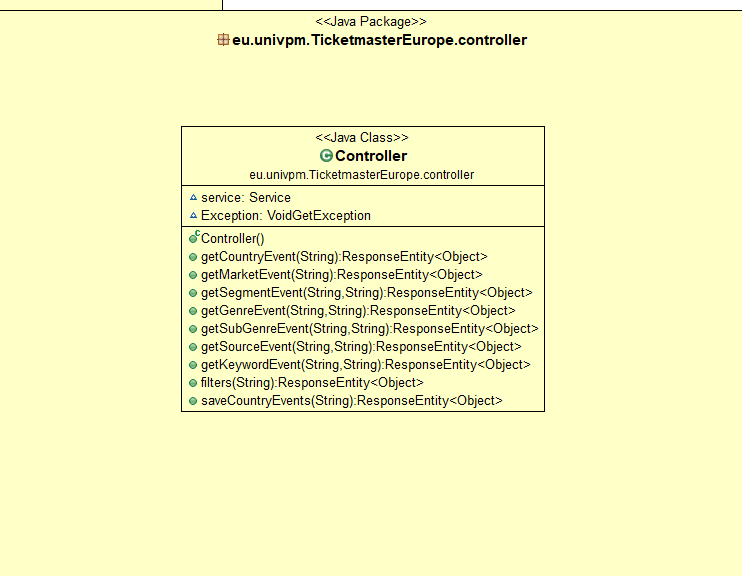 <<Java Package>>
eu.univpm.TicketmasterEurope.controller
<<Java Class>>
Controller
eu.univpm.TicketmasterEurope.controller
service: Service
Exception: VoidGetException
Controller()
getCountryEvent(String):ResponseEntity<Object>
getMarketEvent(String):ResponseEntity<Object>
getSegmentEvent(String,String):ResponseEntity<Object>
getGenreEvent(String,String):ResponseEntity<Object>
getSubGenreEvent(String,String):ResponseEntity<Object>
getSourceEvent(String,String):ResponseEntity<Object>
getKeywordEvent(String,String):ResponseEntity<Object>
filters(String):ResponseEntity<Object>
saveCountryEvents(String):ResponseEntity<Object>